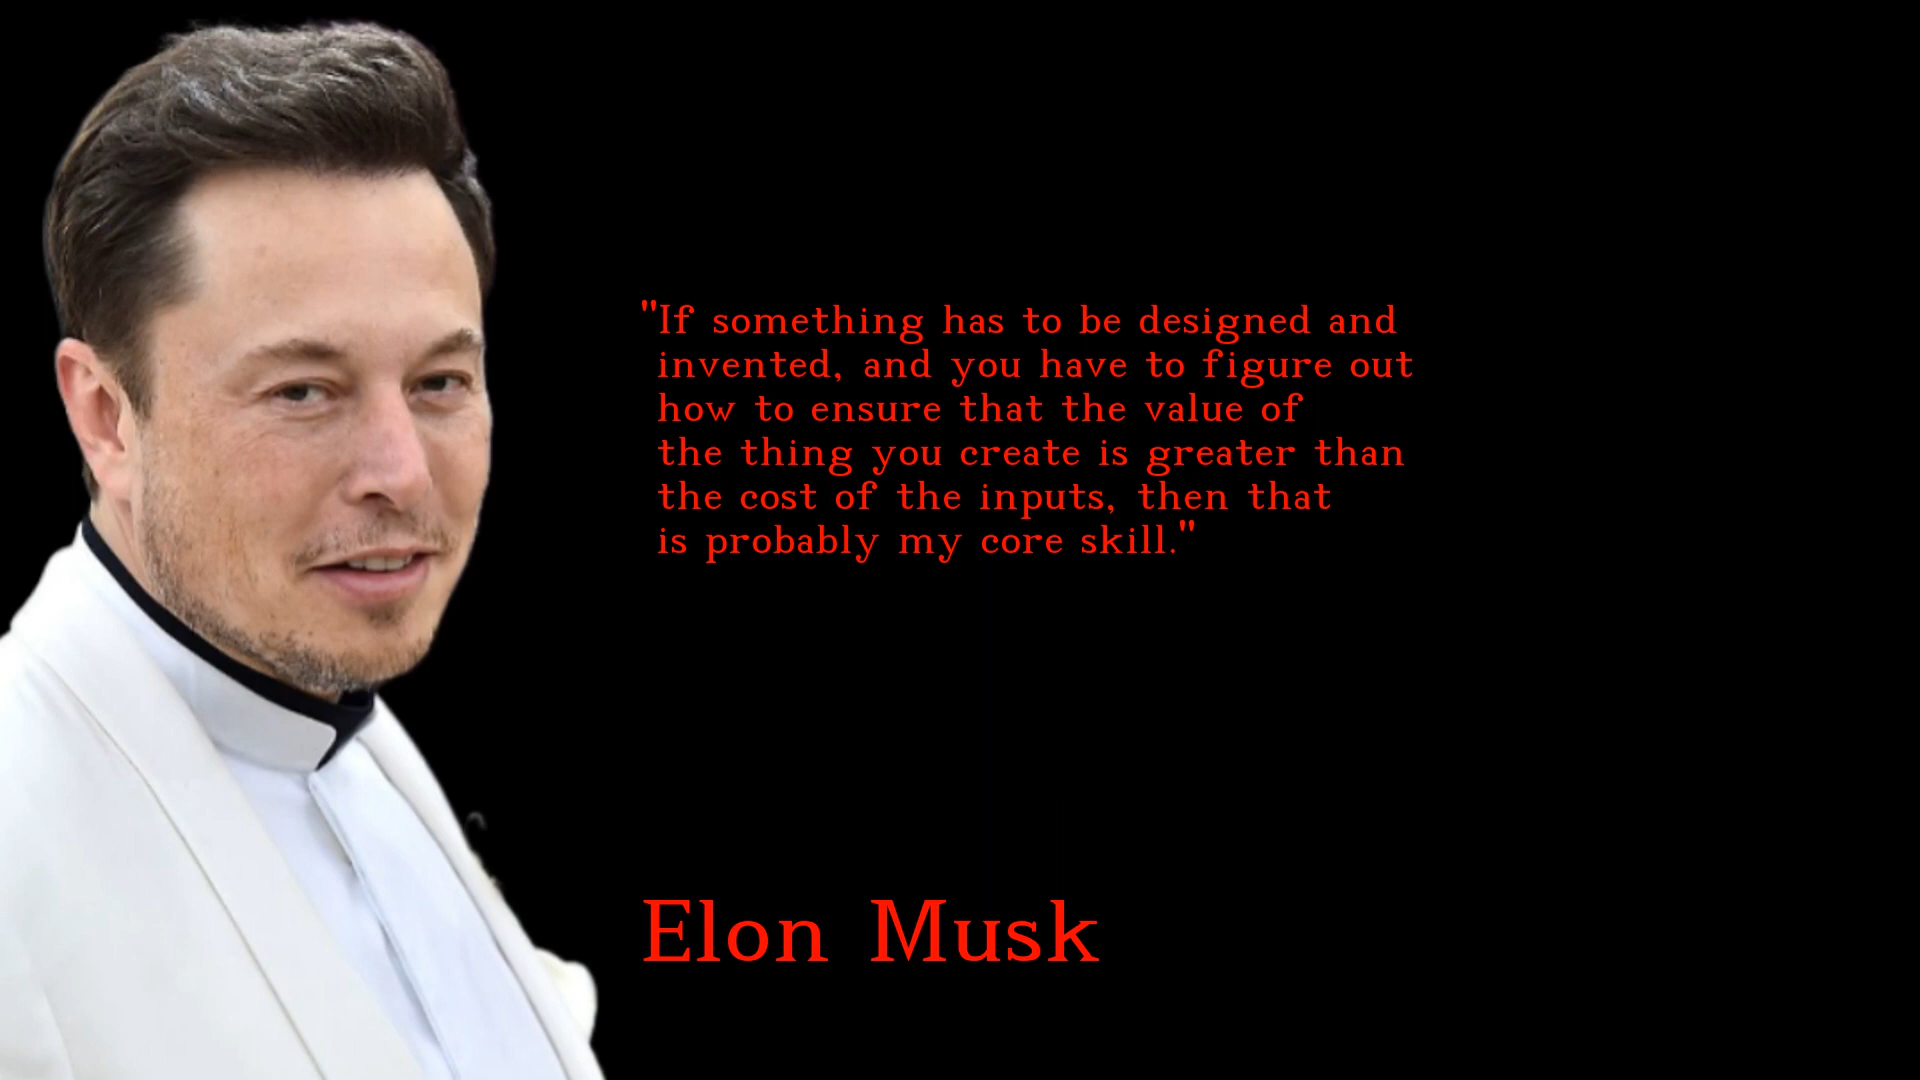 "If something has to be designed and
invented, and you have to figure out
how to ensure that the value of
the thing you create is greater than
the cost of the inputs, then that
is probably my core skill."
Elon Musk